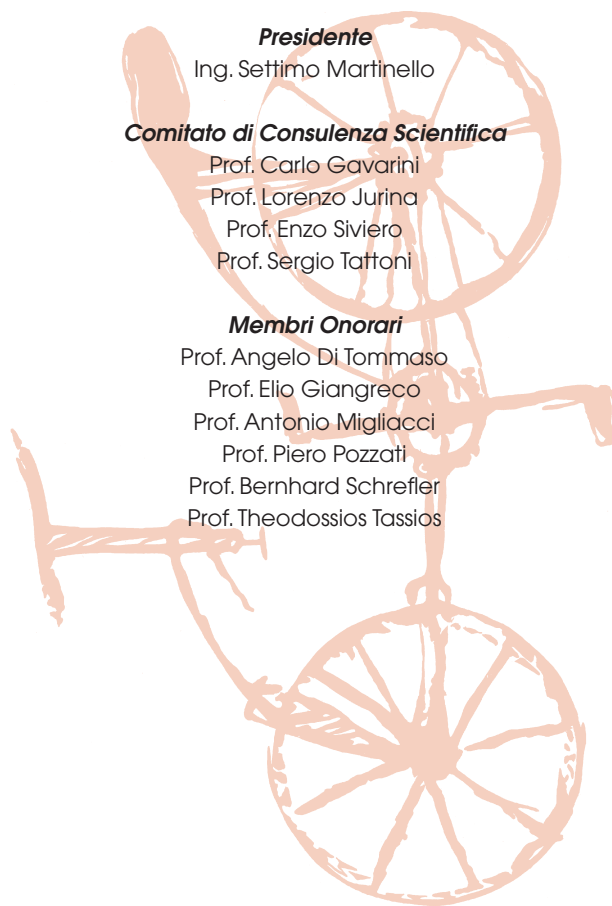 Presidente
Ing. Settimo Martinello
Comitato di Consulenza Scientifica
Prof. Carlo Gavarini
Prof. Lorenzo Jurina
Prof. Enzo Siviero
Prof. Sergio Tattoni
Membri Onorari
Prof. Angelo Di Tommaso
Prof. Elio Giangreco
Prof. Antonio Migliacci
Prof. Piero Pozzati
Prof. Bernhard Schrefler
Prof. Theodossios Tassios